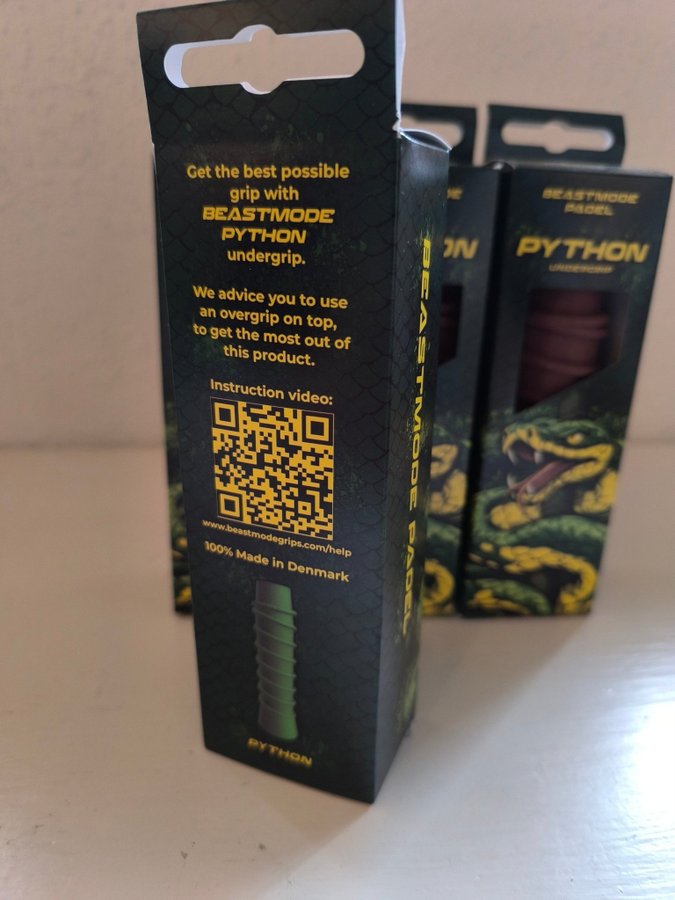 Get the best possible
grip with
BEASTMODE
PYTHON
undergrip.
We advice you to use
an overgrip on top,
to get the most out of
this product.
Instruction video:
www.beastmodegrips.com/help
100% Made in Denmark
PYTHON
BEASTMODE PADEL
BEASTMODE
PADEL
PYTHON
UNDERGRIP